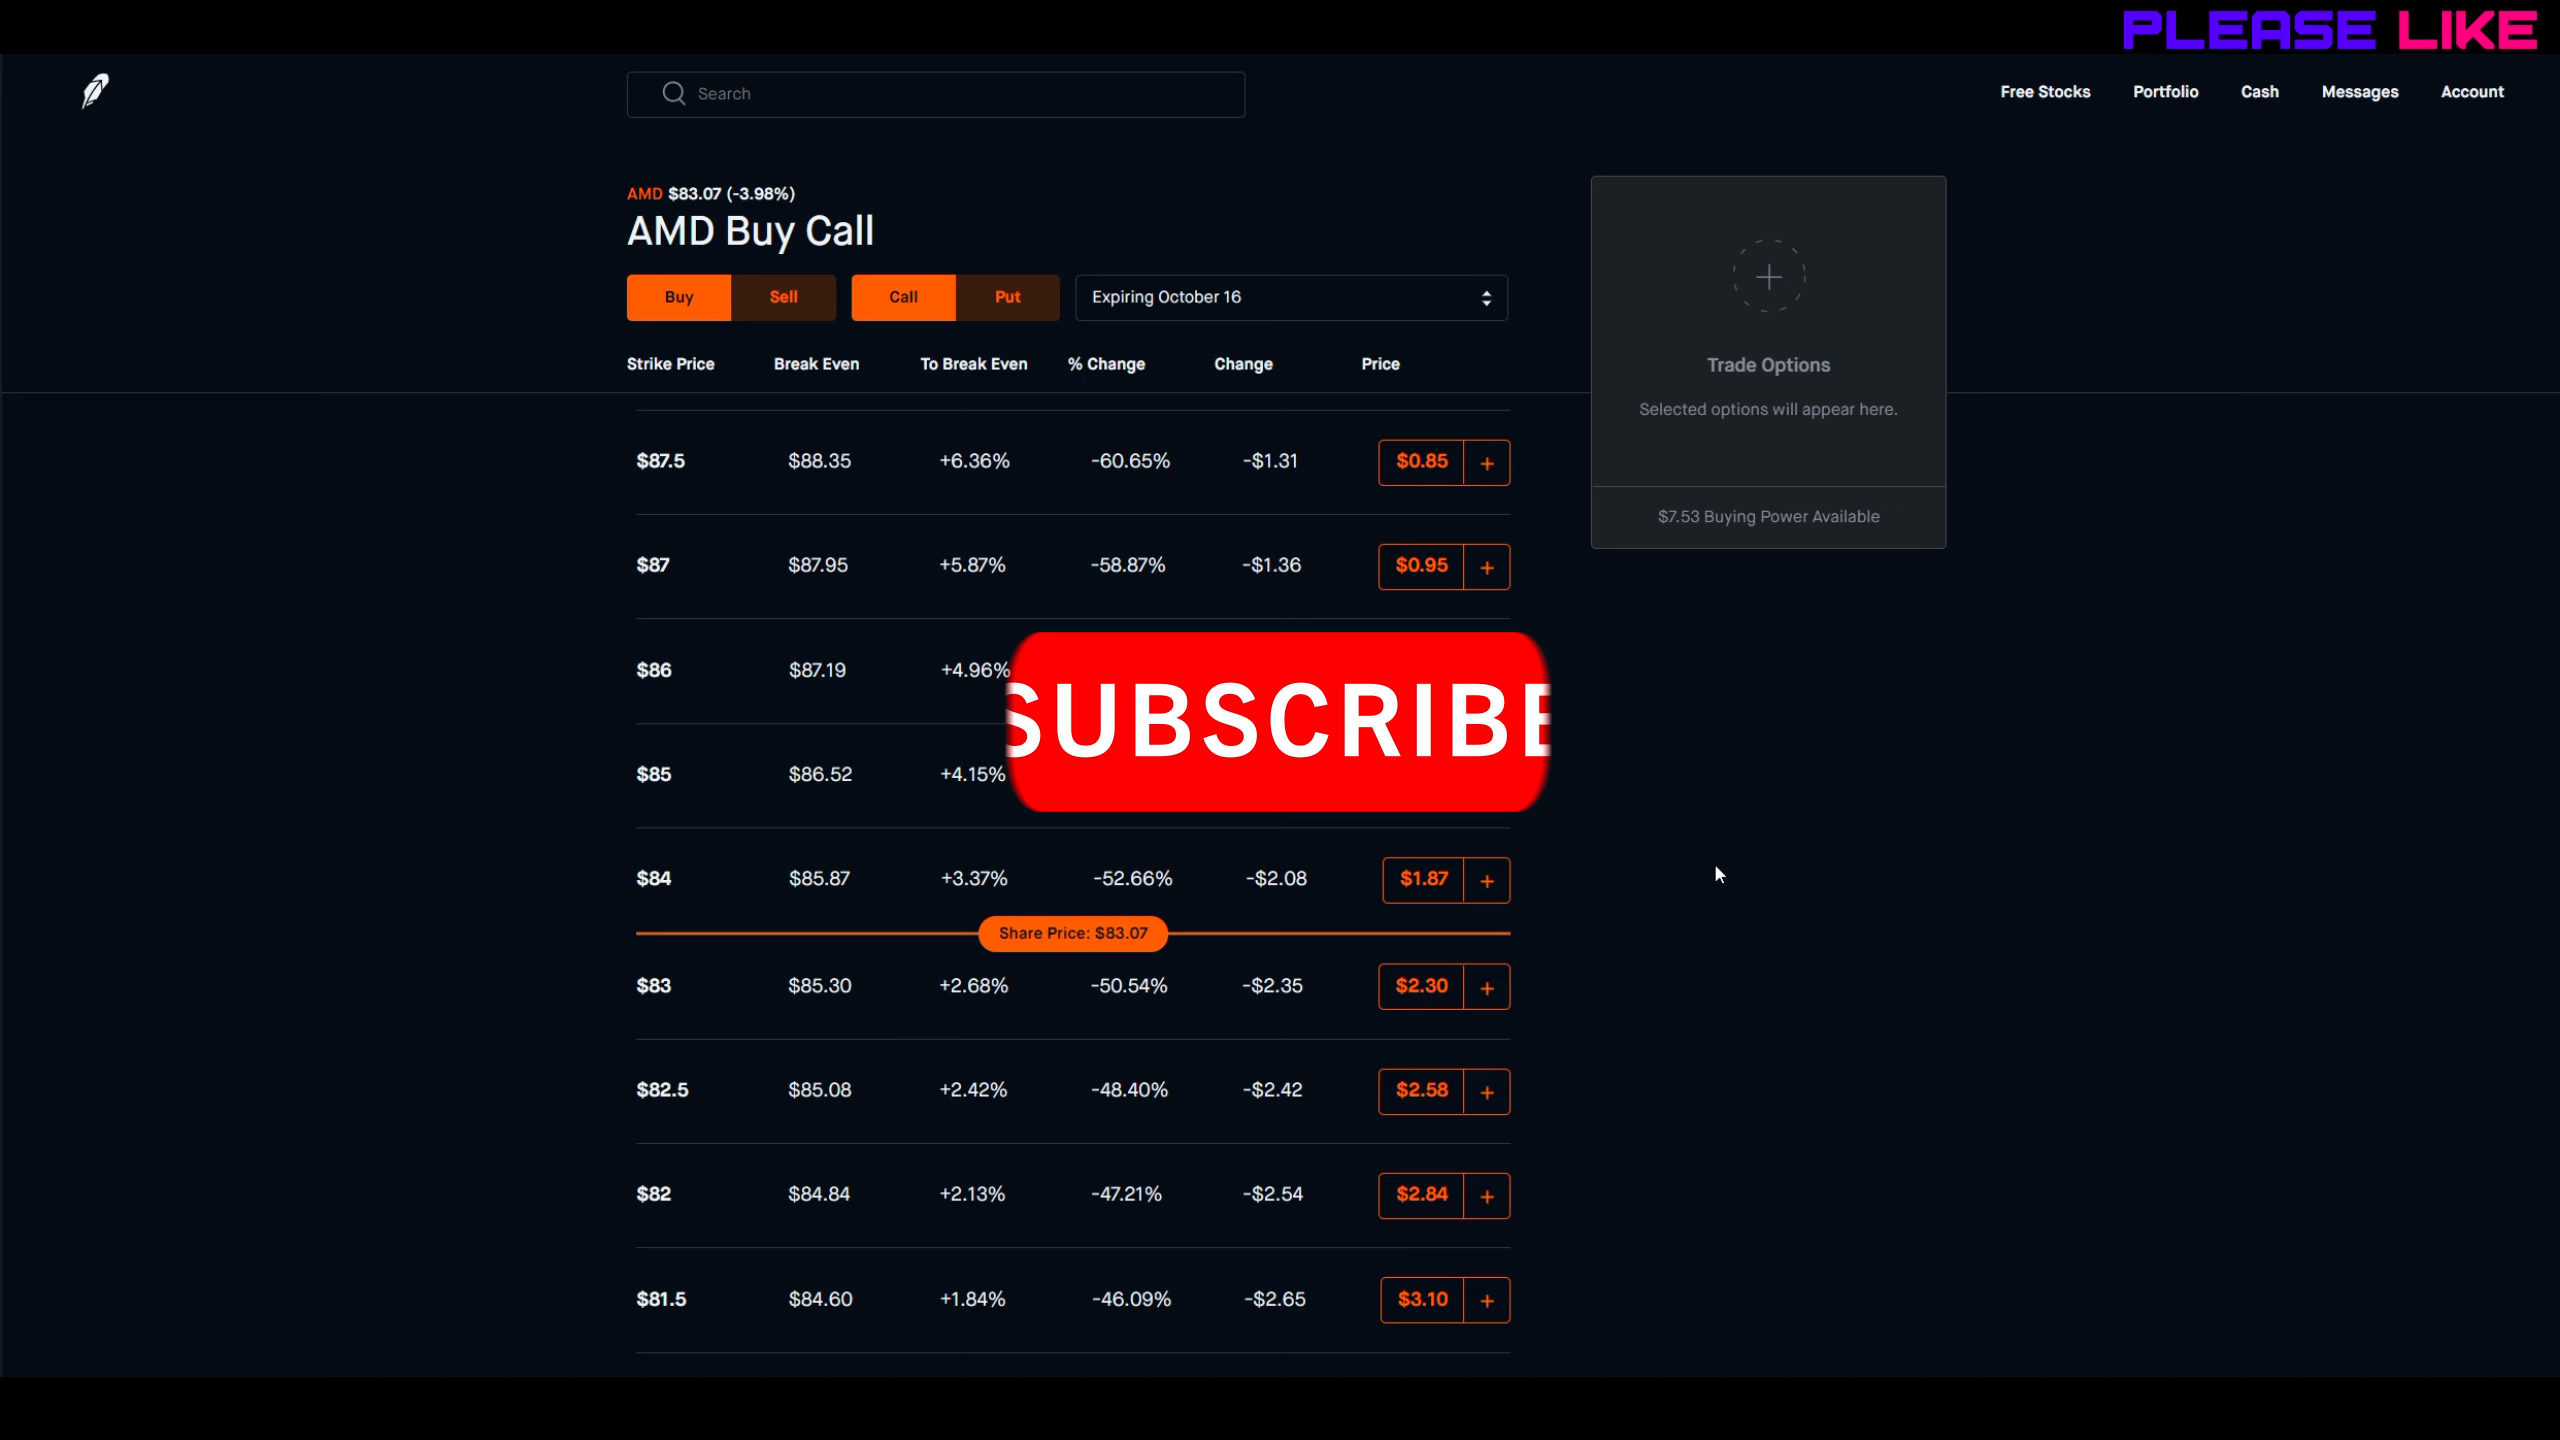 PLEASE LIKE
Search
Free Stocks Portfolio Cash Messages Account
AMD $83.07 (-3.98%)
AMD Buy Call
Buy Sell Call Put Expiring October 16
Strike Price Break Even To Break Even % Change Change Price
$87.5 $88.35 +6.36% -60.65% -$1.31 $0.85 +
$87 $87.95 +5.87% -58.87% -$1.36 $0.95 +
$86 $87.19 +4.96%
SUBSCRIBE
$85 $86.52 +4.15%
$84 $85.87 +3.37% -52.66% -$2.08 $1.87 +
Share Price: $83.07
$83 $85.30 +2.68% -50.54% -$2.35 $2.30 +
$82.5 $85.08 +2.42% -48.40% -$2.42 $2.58 +
$82 $84.84 +2.13% -47.21% -$2.54 $2.84 +
$81.5 $84.60 +1.84% -46.09% -$2.65 $3.10 +
Trade Options
Selected options will appear here.
$7.53 Buying Power Available